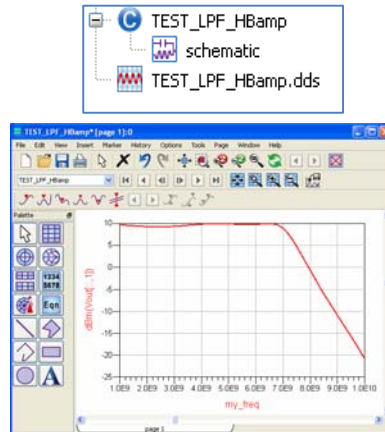 C TEST_LPF_HBamp
schematic
TEST_LPF_HBamp.dds
TEST_LPF_HBamp* [page 1]:0
File Edit View Insert Marker History Options Tools Page Window Help
TEST_LPF_HBamp
Palette
1234
5678
Eqn
A
dBm(Vout[::,1])
10
5
0
-5
-10
-15
-20
-25
1.0E9 2.0E9 3.0E9 4.0E9 5.0E9 6.0E9 7.0E9 8.0E9 9.0E9 1.0E10
my_freq
page 1